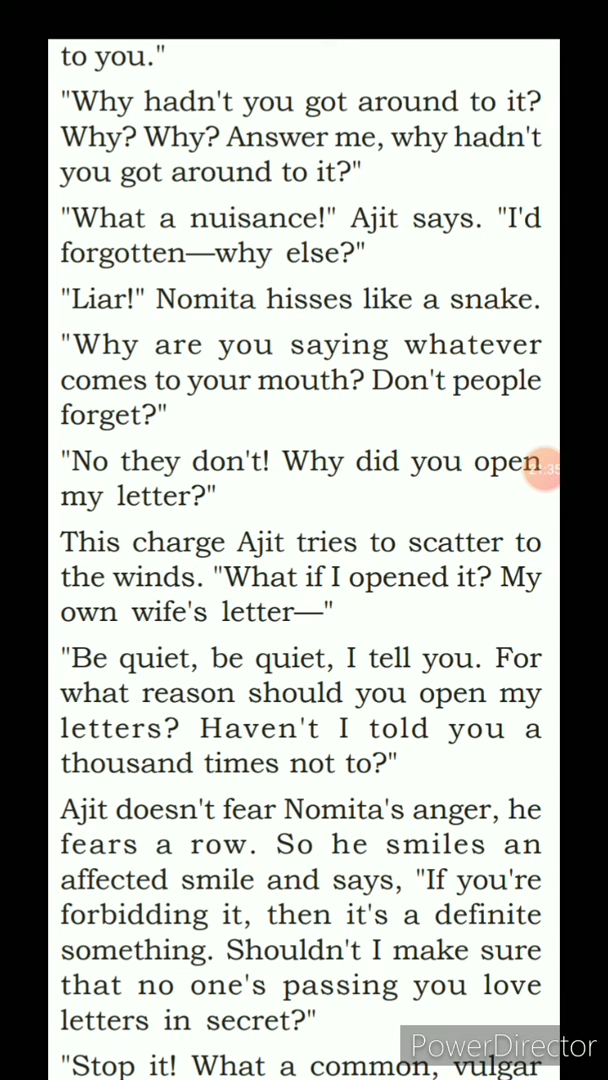 to you."
"Why hadn't you got around to it?
Why? Why? Answer me, why hadn't
you got around to it?"
"What a nuisance!" Ajit says. "I'd
forgotten—why else?"
"Liar!" Nomita hisses like a snake.
"Why are you saying whatever
comes to your mouth? Don't people
forget?"
"No they don't! Why did you open
my letter?"
This charge Ajit tries to scatter to
the winds. "What if I opened it? My
own wife's letter—"
"Be quiet, be quiet, I tell you. For
what reason should you open my
letters? Haven't I told you a
thousand times not to?"
Ajit doesn't fear Nomita's anger, he
fears a row. So he smiles an
affected smile and says, "If you're
forbidding it, then it's a definite
something. Shouldn't I make sure
that no one's passing you love
letters in secret?"
PowerDirector
"Stop it! What a common, vulgar